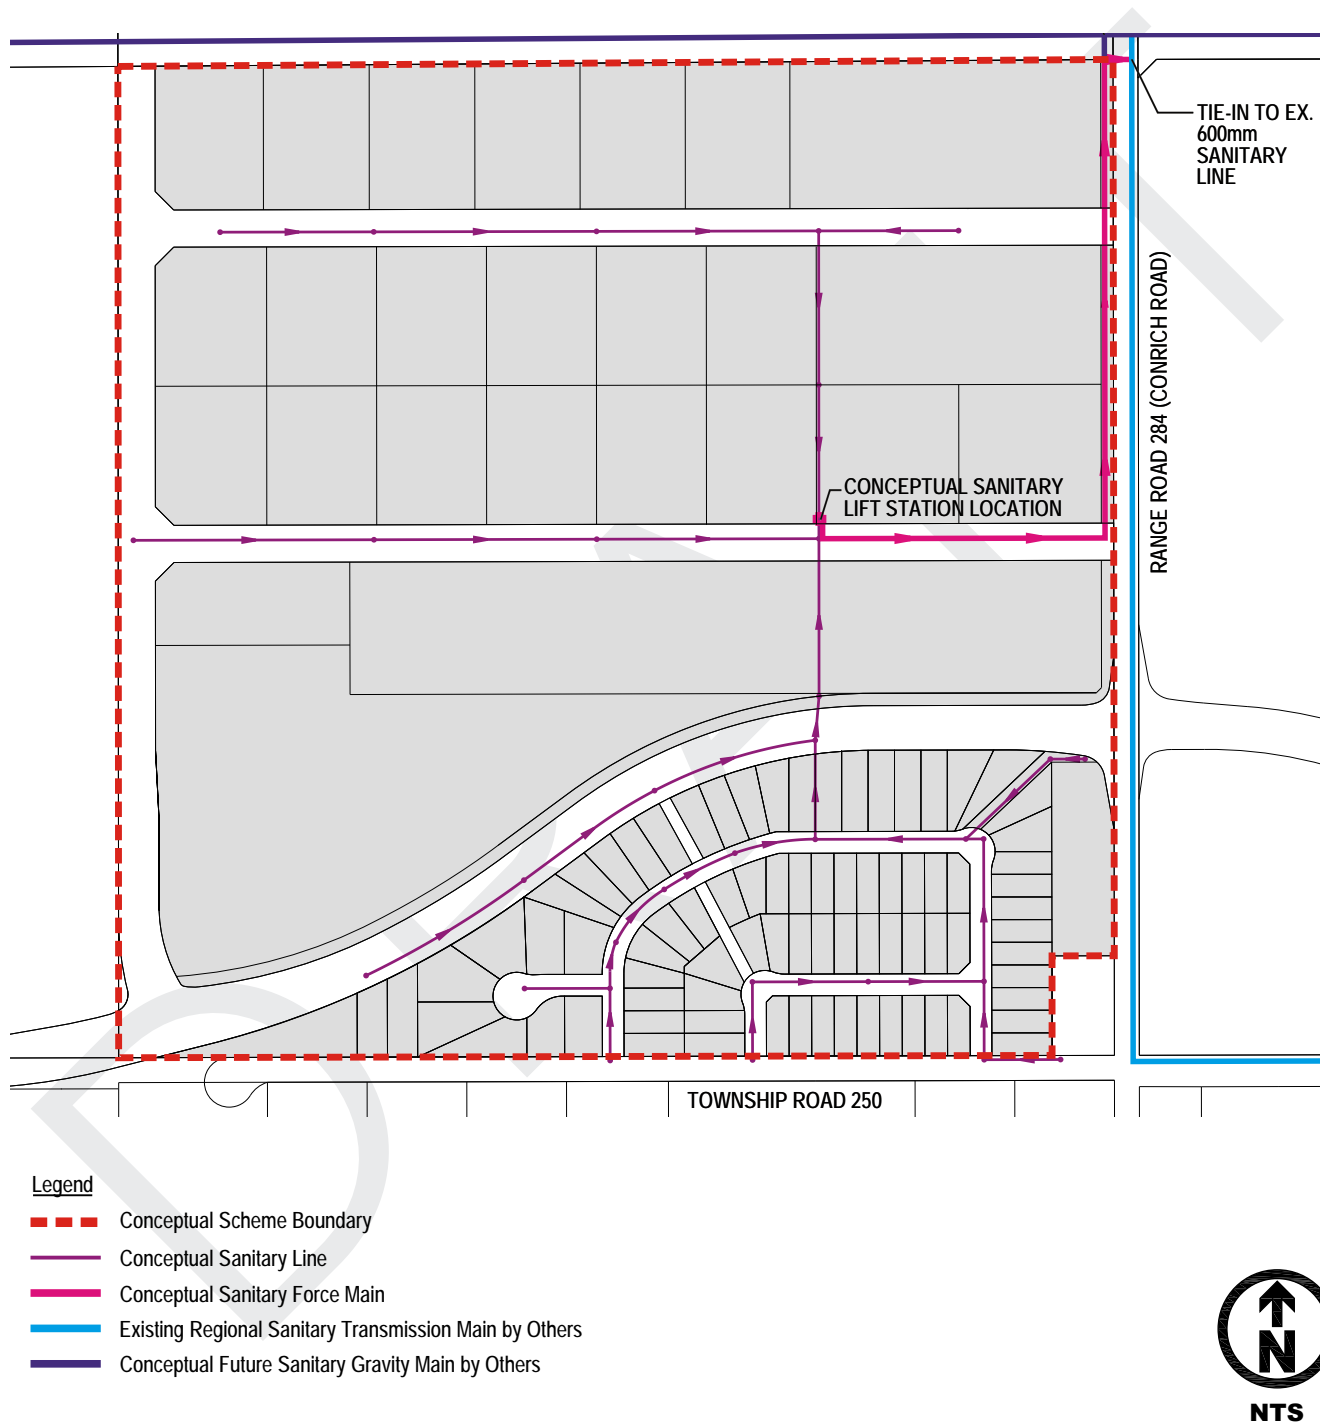 TIE-IN TO EX.
600mm
SANITARY
LINE
RANGE ROAD 284 (CONRICH ROAD)
CONCEPTUAL SANITARY
LIFT STATION LOCATION
TOWNSHIP ROAD 250
DRAFT
Legend
Conceptual Scheme Boundary
Conceptual Sanitary Line
Conceptual Sanitary Force Main
Existing Regional Sanitary Transmission Main by Others
Conceptual Future Sanitary Gravity Main by Others
N
NTS